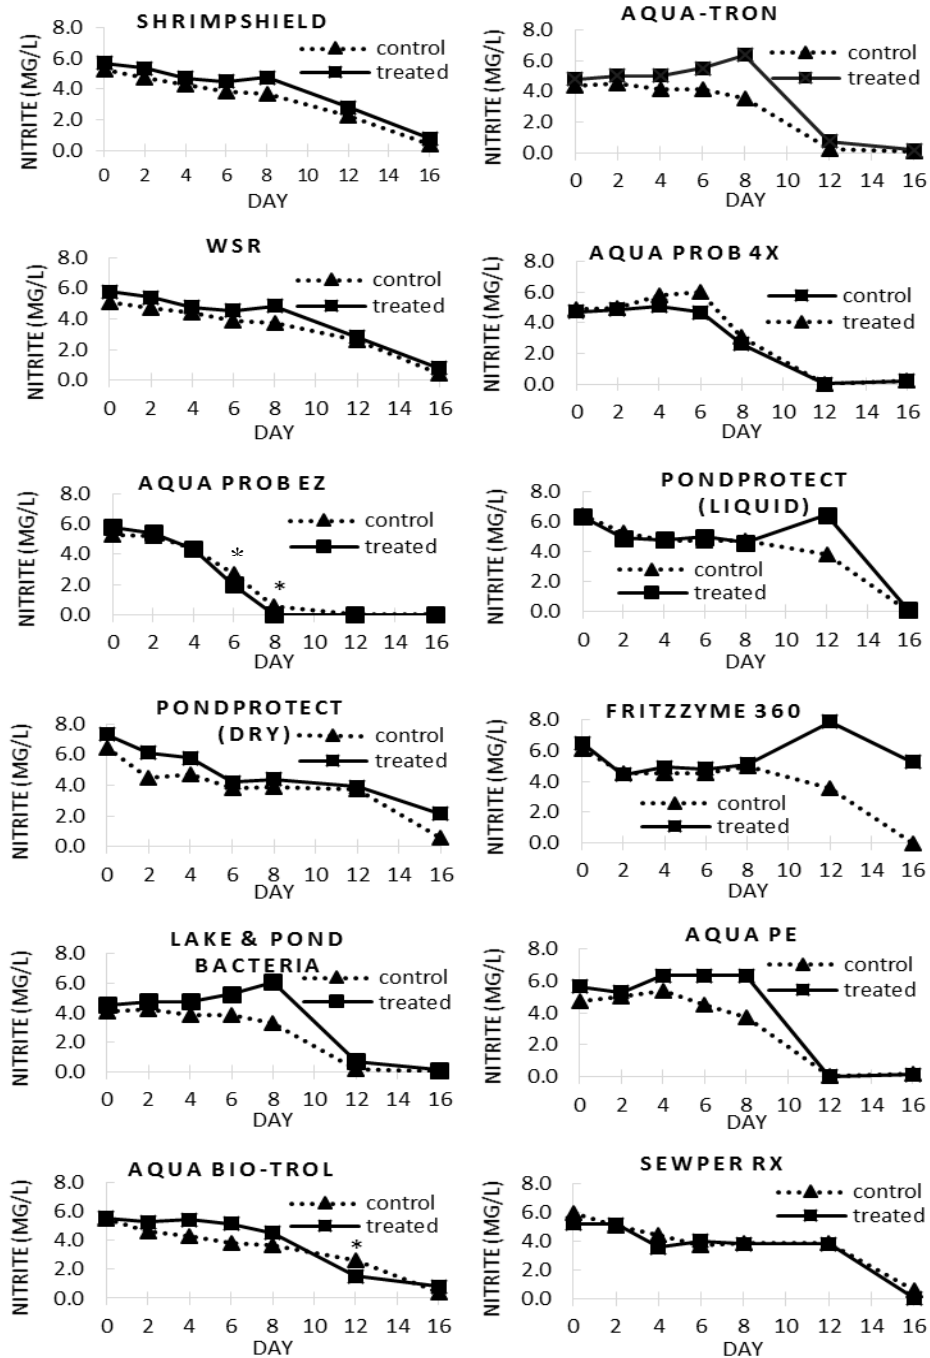 SHRIMPSHIELD
NITRITE (MG/L)
8.0
6.0
4.0
2.0
0.0
control
treated
0 2 4 6 8 10 12 14 16
DAY
AQUA-TRON
NITRITE (MG/L)
8.0
6.0
4.0
2.0
0.0
control
treated
0 2 4 6 8 10 12 14 16
DAY
WSR
NITRITE (MG/L)
8.0
6.0
4.0
2.0
0.0
control
treated
0 2 4 6 8 10 12 14 16
DAY
AQUA PROB 4X
NITRITE (MG/L)
8.0
6.0
4.0
2.0
0.0
control
treated
0 2 4 6 8 10 12 14 16
DAY
AQUA PROB EZ
NITRITE (MG/L)
8.0
6.0
4.0
2.0
0.0
control
treated
*
*
0 2 4 6 8 10 12 14 16
DAY
PONDPROTECT
(LIQUID)
NITRITE (MG/L)
8.0
6.0
4.0
2.0
0.0
control
treated
0 2 4 6 8 10 12 14 16
DAY
PONDPROTECT
(DRY)
NITRITE (MG/L)
8.0
6.0
4.0
2.0
0.0
control
treated
0 2 4 6 8 10 12 14 16
DAY
FRITZZYME 360
NITRITE (MG/L)
8.0
6.0
4.0
2.0
0.0
control
treated
0 2 4 6 8 10 12 14 16
DAY
LAKE & POND
BACTERIA
NITRITE (MG/L)
8.0
6.0
4.0
2.0
0.0
control
treated
0 2 4 6 8 10 12 14 16
DAY
AQUA PE
NITRITE (MG/L)
8.0
6.0
4.0
2.0
0.0
control
treated
0 2 4 6 8 10 12 14 16
DAY
AQUA BIO-TROL
NITRITE (MG/L)
8.0
6.0
4.0
2.0
0.0
control
treated
*
0 2 4 6 8 10 12 14 16
DAY
SEWPER RX
NITRITE (MG/L)
8.0
6.0
4.0
2.0
0.0
control
treated
0 2 4 6 8 10 12 14 16
DAY